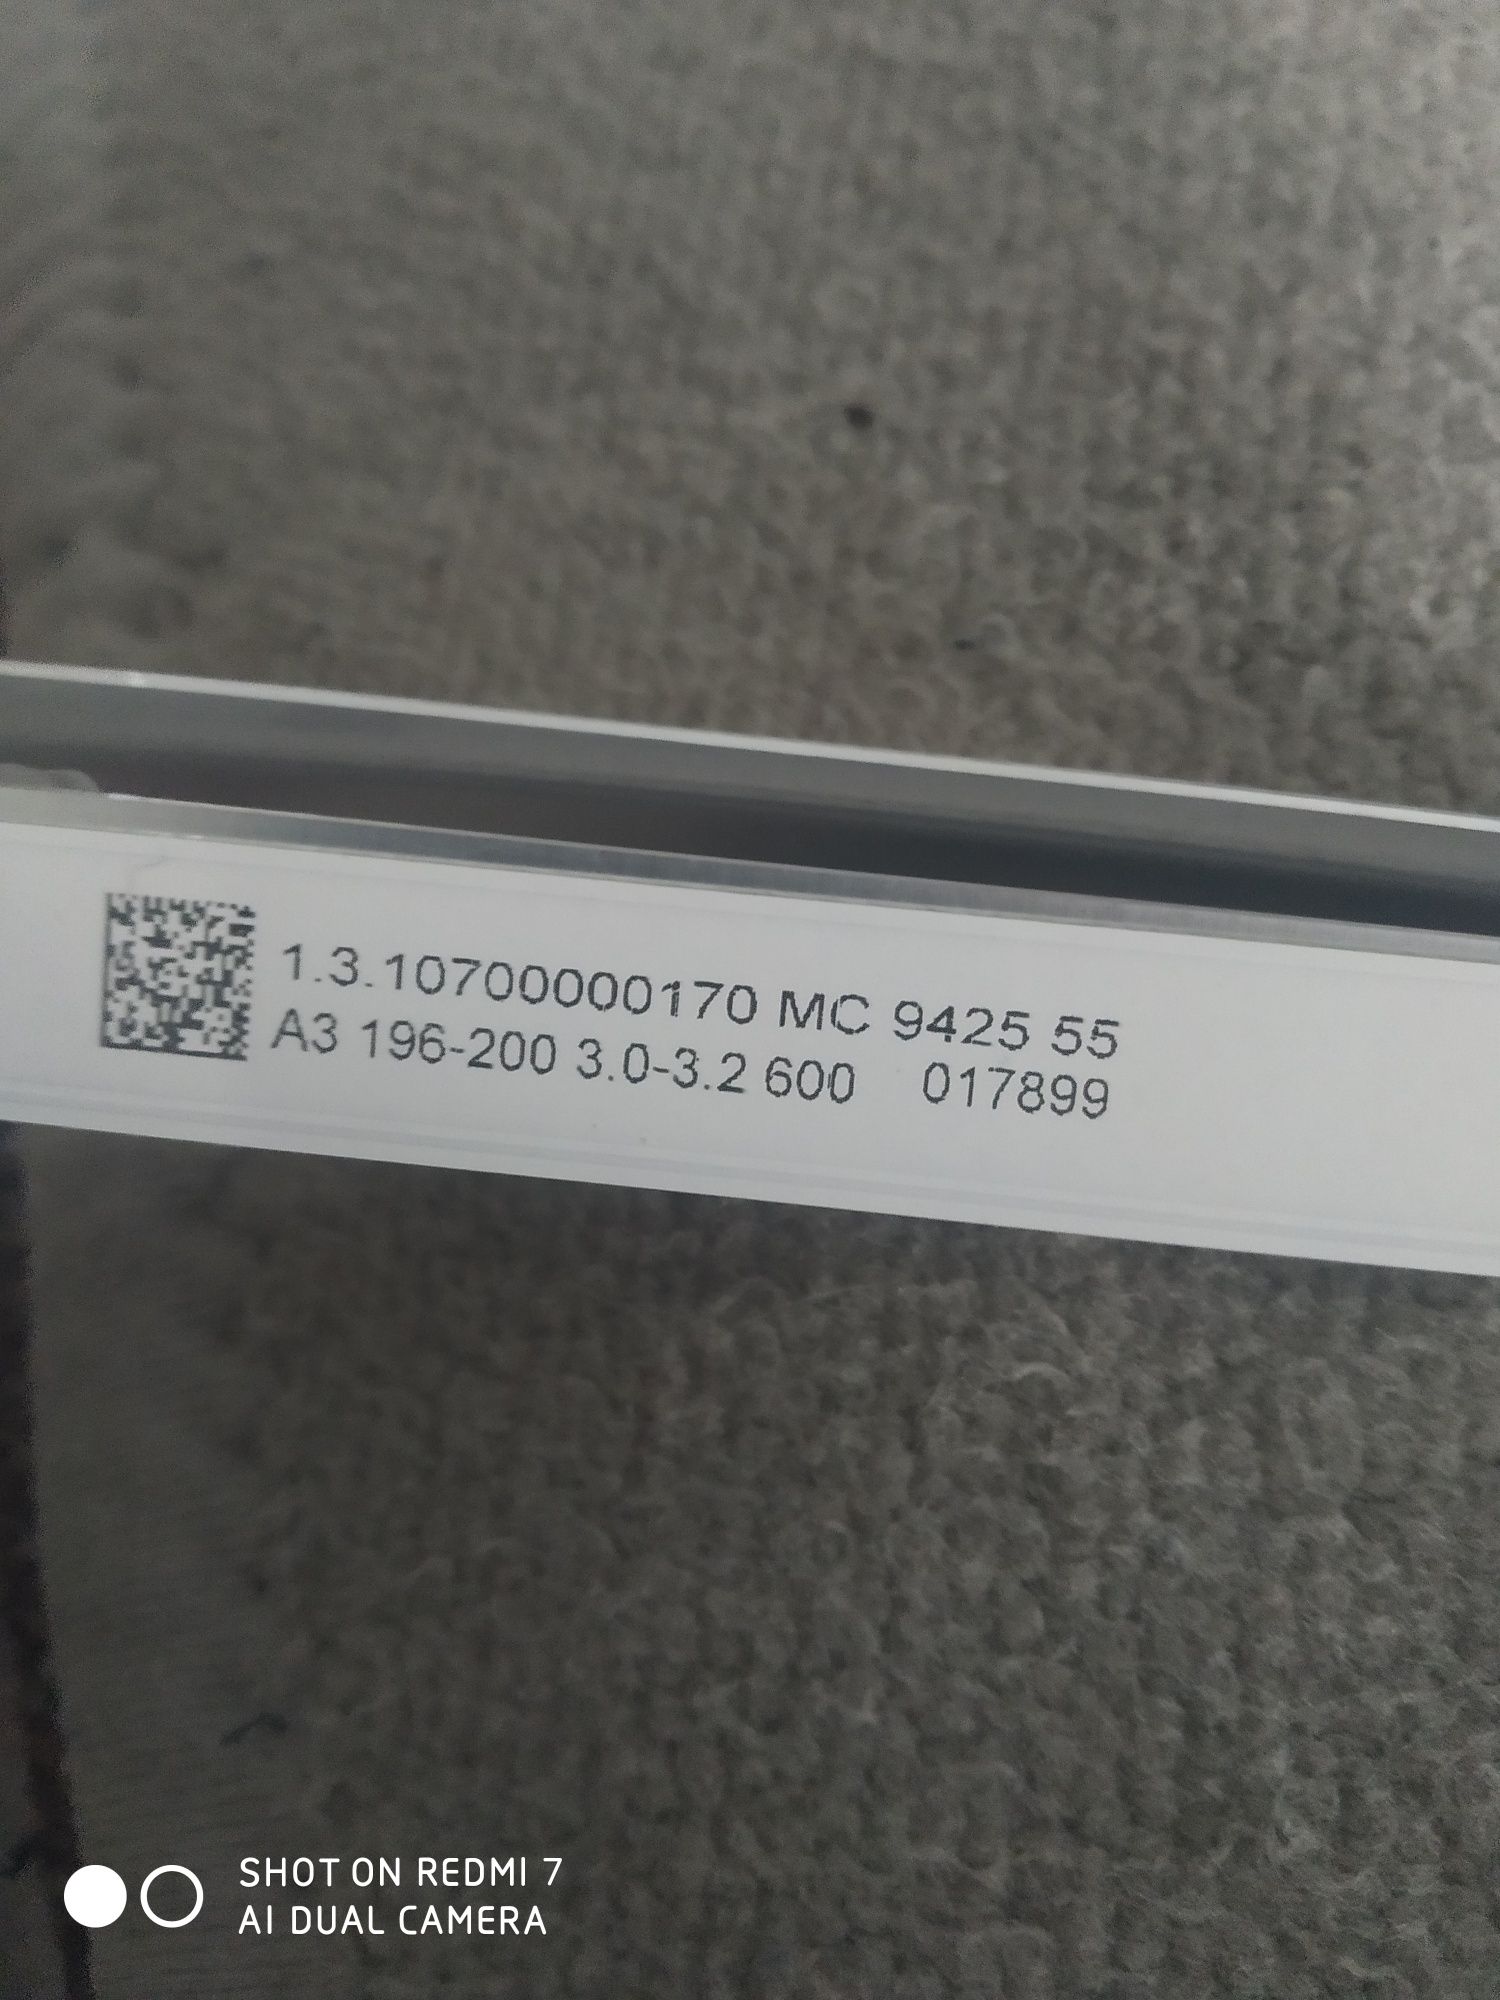 1.3.10700000170 MC 9425 55
A3 196-200 3.0-3.2 600 017899
SHOT ON REDMI 7
AI DUAL CAMERA